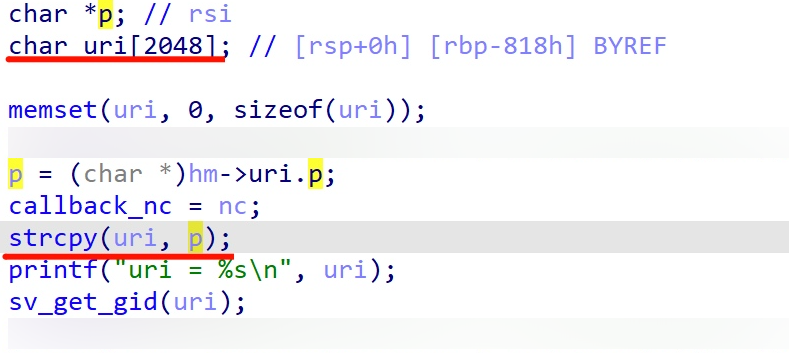 char *p; // rsi
char uri[2048]; // [rsp+0h] [rbp-818h] BYREF
memset(uri, 0, sizeof(uri));
p = (char *)hm->uri.p;
callback_nc = nc;
strcpy(uri, p);
printf("uri = %s\n", uri);
sv_get_gid(uri);